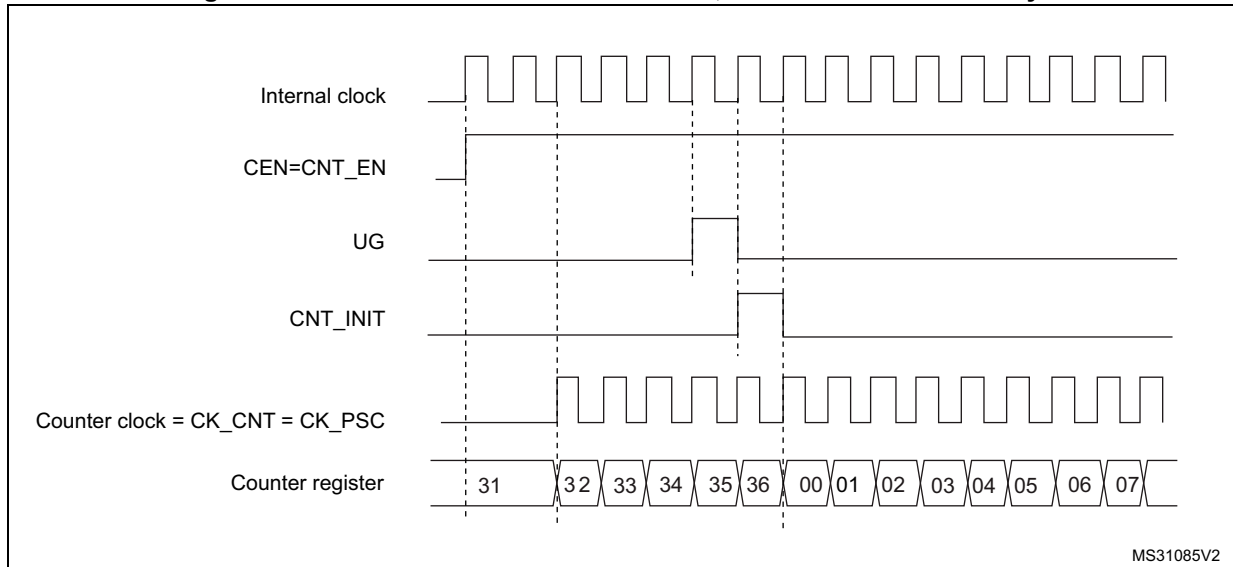 Internal clock
CEN=CNT_EN
UG
CNT_INIT
Counter clock = CK_CNT = CK_PSC
Counter register 31 32 33 34 35 36 00 01 02 03 04 05 06 07
MS31085V2